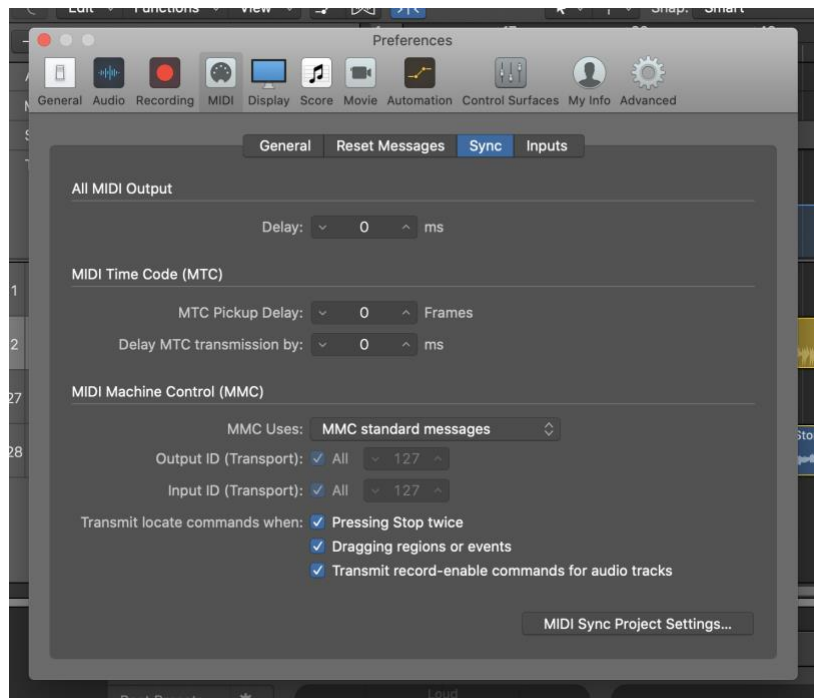 Edit Functions View Snap: Smart
Preferences
General Audio Recording MIDI Display Score Movie Automation Control Surfaces My Info Advanced
General Reset Messages Sync Inputs
All MIDI Output
Delay: 0 ms
MIDI Time Code (MTC)
1
MTC Pickup Delay: 0 Frames
2
Delay MTC transmission by: 0 ms
MIDI Machine Control (MMC)
27
MMC Uses: MMC standard messages
28
Output ID (Transport): All 127
Input ID (Transport): All 127
Transmit locate commands when: Pressing Stop twice
Dragging regions or events
Transmit record-enable commands for audio tracks
MIDI Sync Project Settings...
Loud